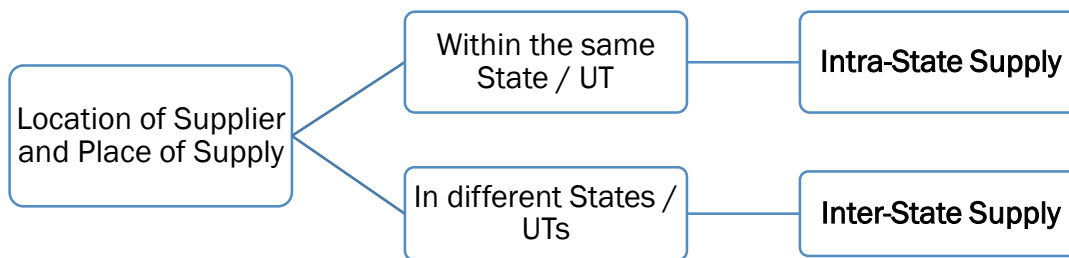 Location of Supplier
and Place of Supply
Within the same
State / UT
Intra-State Supply
In different States /
UTs
Inter-State Supply